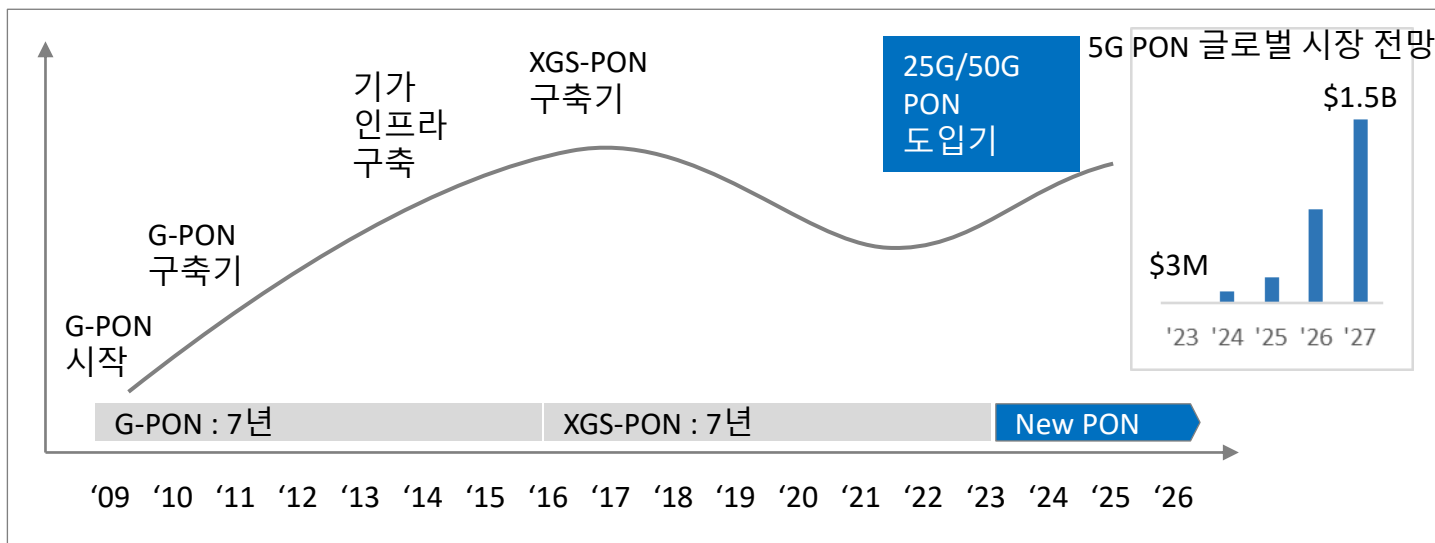 5G PON 글로벌 시장 전망
XGS-PON
구축기
25G/50G
PON
도입기
기가
인프라
구축
$1.5B
G-PON
구축기
$3M
G-PON
시작
'23 '24 '25 '26 '27
G-PON : 7년 XGS-PON : 7년 New PON
‘09 ‘10 ‘11 ‘12 ‘13 ‘14 ‘15 ‘16 ‘17 ‘18 ‘19 ‘20 ‘21 ‘22 ‘23 ‘24 ‘25 ‘26